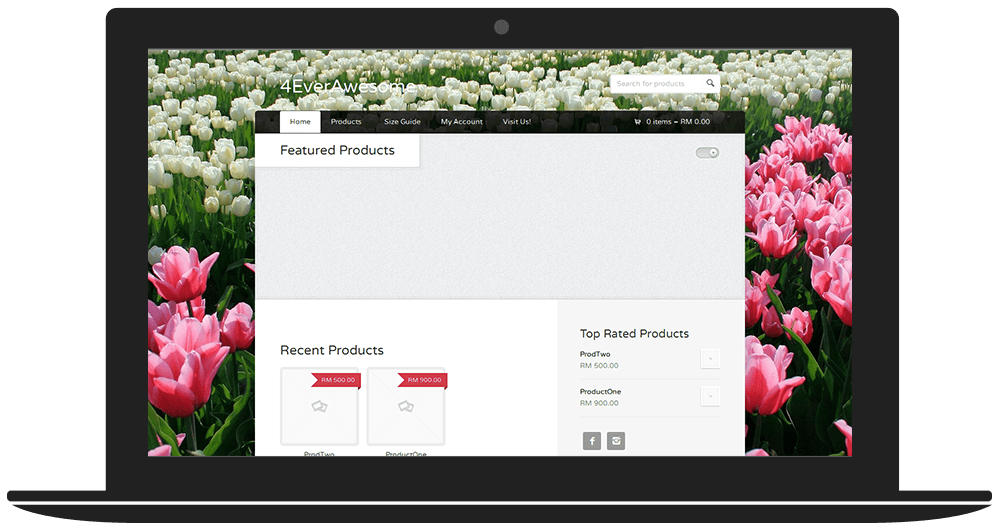 4EverAwesome
Search for products
Home Products Size Guide My Account Visit Us! 0 items – RM 0.00
Featured Products
Recent Products
RM 500.00 RM 900.00
ProdTwo ProductOne
Top Rated Products
ProdTwo
RM 500.00
ProductOne
RM 900.00
f